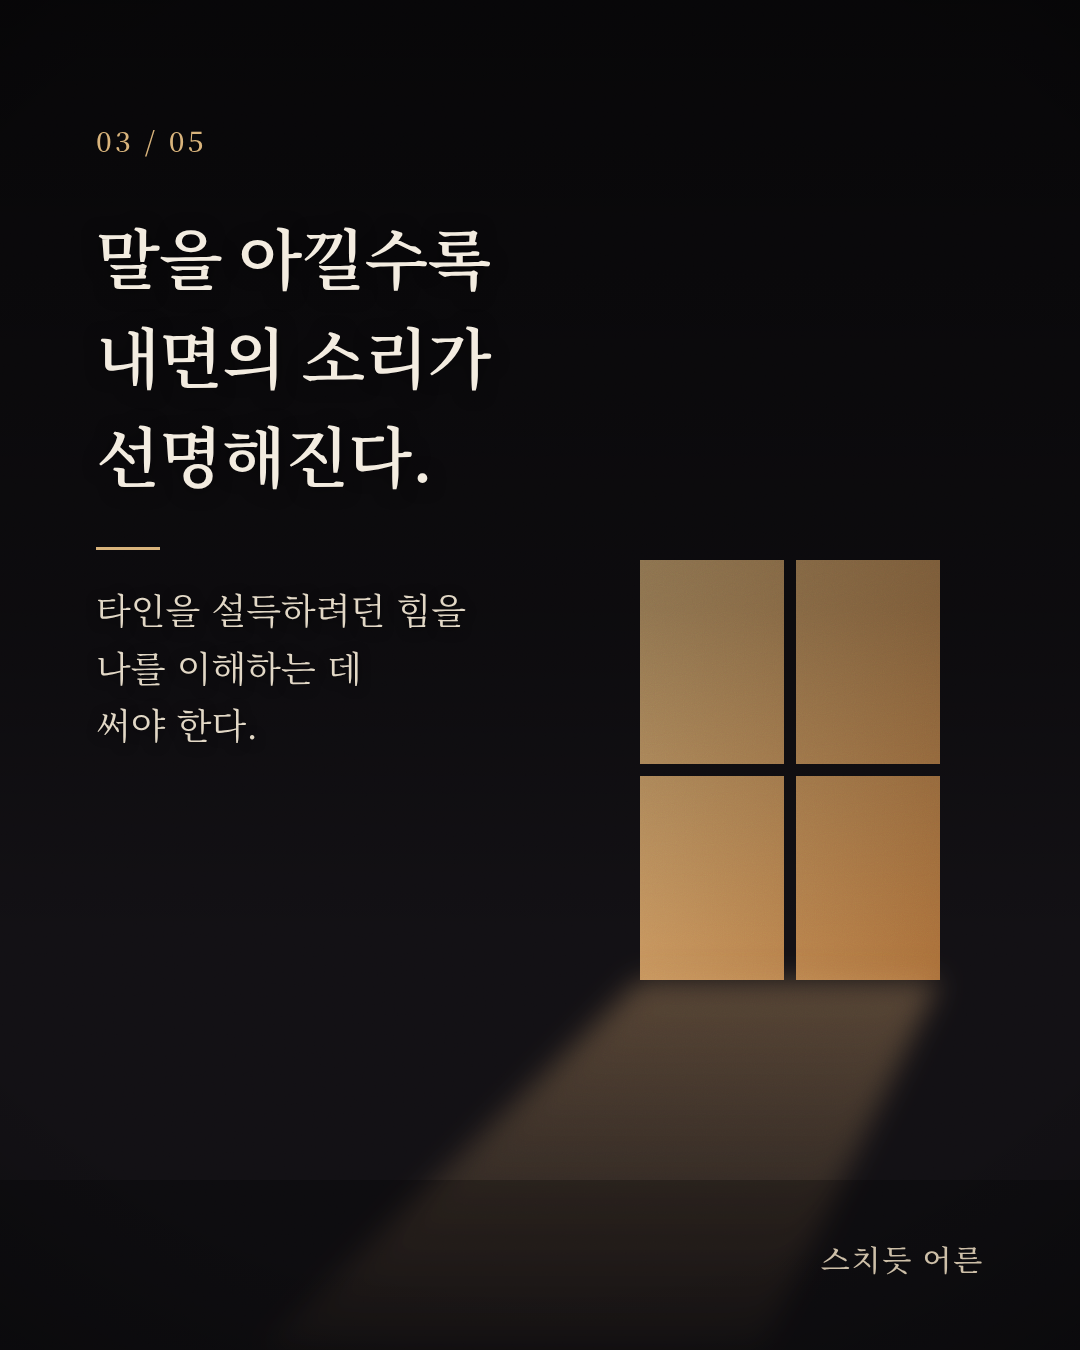 03 / 05
말을 아낄수록
내면의 소리가
선명해진다.
타인을 설득하려던 힘을
나를 이해하는 데
써야 한다.
스치듯 어른